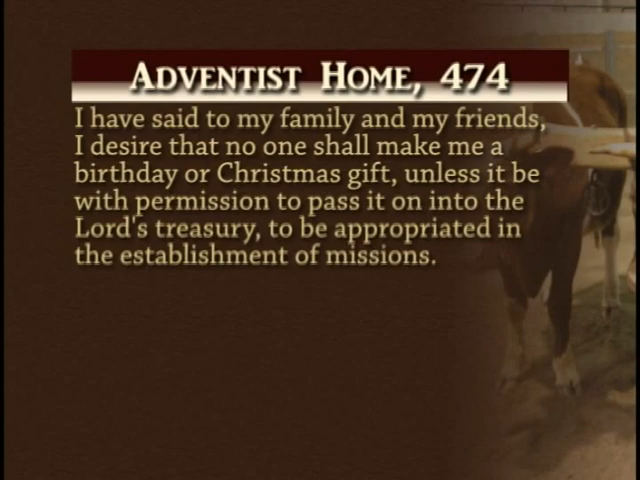 ADVENTIST HOME, 474
I have said to my family and my friends,
I desire that no one shall make me a
birthday or Christmas gift, unless it be
with permission to pass it on into the
Lord's treasury, to be appropriated in
the establishment of missions.